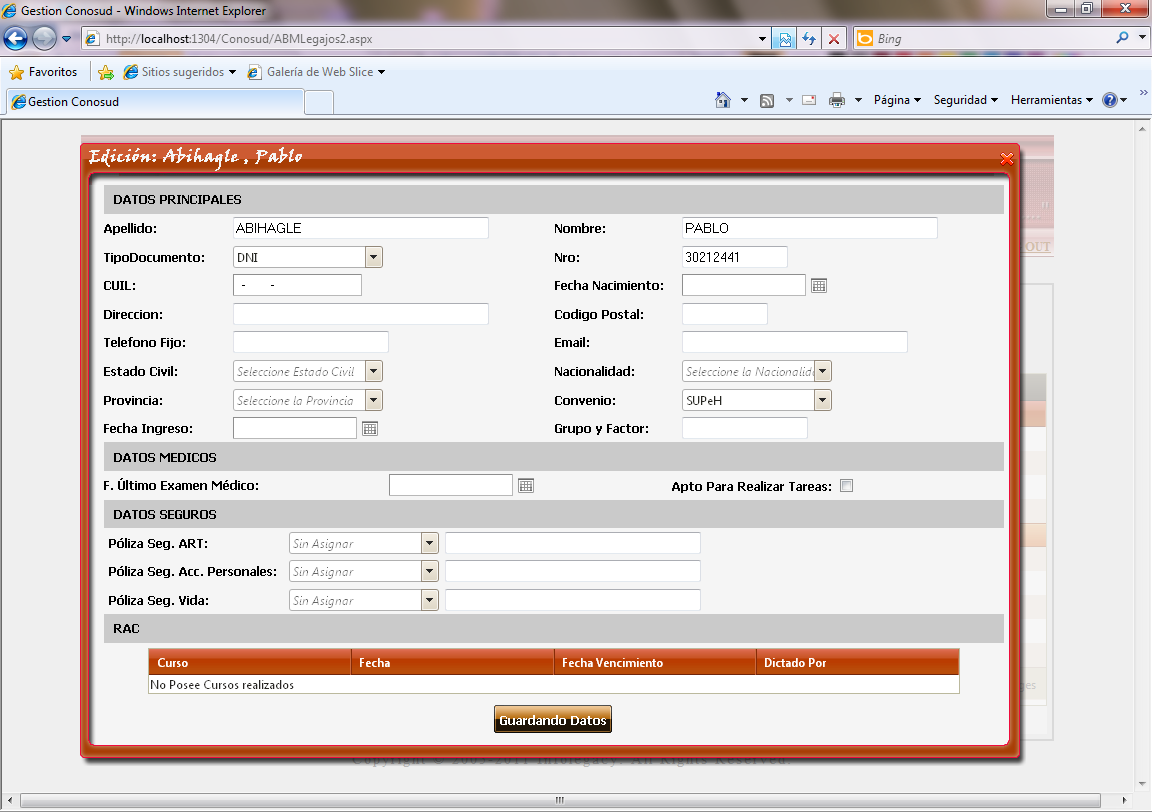 Gestion Conosud - Windows Internet Explorer
http://localhost:1304/Conosud/ABMLegajos2.aspx
Bing
Favoritos
Sitios sugeridos
Galería de Web Slice
Gestion Conosud
Página
Seguridad
Herramientas
»
Edición: Abihagle , Pablo
DATOS PRINCIPALES
Apellido: ABIHAGLE Nombre: PABLO
OUT
TipoDocumento: DNI Nro: 30212441
CUIL: - - Fecha Nacimiento:
Direccion: Codigo Postal:
Telefono Fijo: Email:
Estado Civil: Seleccione Estado Civil Nacionalidad: Seleccione la Nacionalid
Provincia: Seleccione la Provincia Convenio: SUPeH
Fecha Ingreso: Grupo y Factor:
DATOS MEDICOS
F. Último Examen Médico: Apto Para Realizar Tareas:
DATOS SEGUROS
Póliza Seg. ART: Sin Asignar
Póliza Seg. Acc. Personales: Sin Asignar
Póliza Seg. Vida: Sin Asignar
RAC
Curso Fecha Fecha Vencimiento Dictado Por
No Posee Cursos realizados
ges
Guardando Datos
Copyright © 2003-2011 Infolegacy. All Rights Reserved.